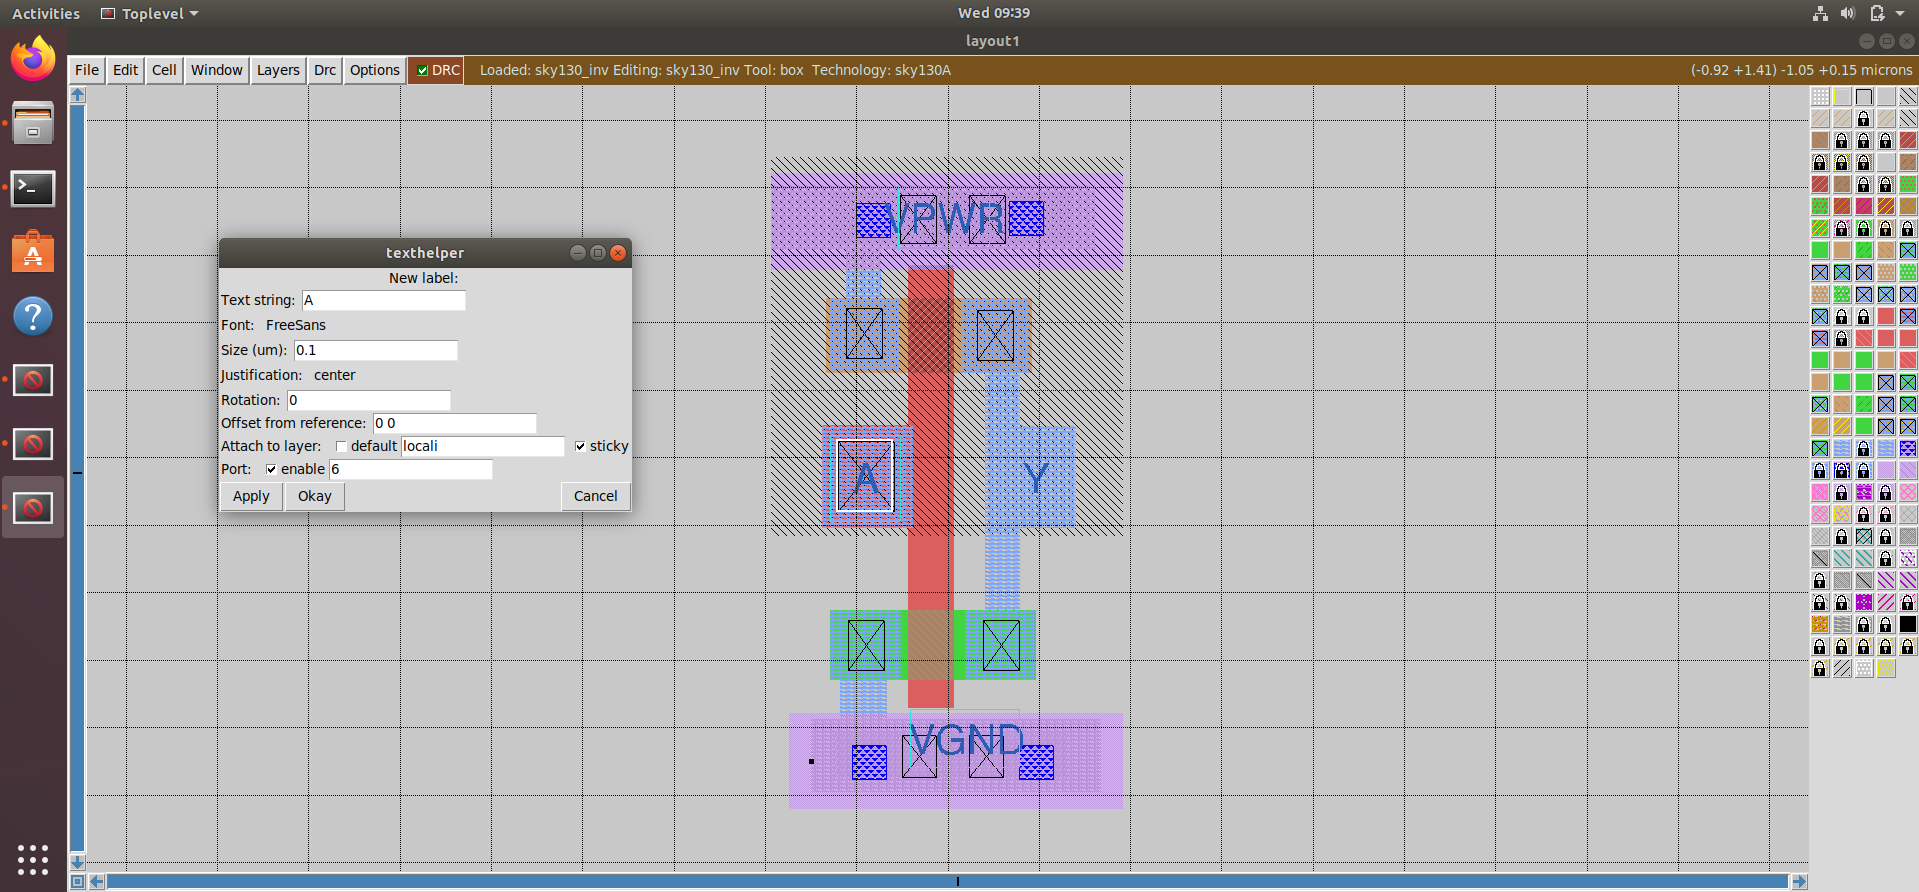 Activities Toplevel Wed 09:39
layout1
File Edit Cell Window Layers Drc Options DRC Loaded: sky130_inv Editing: sky130_inv Tool: box Technology: sky130A (-0.92 +1.41) -1.05 +0.15 microns
VPWR
texthelper
New label:
Text string: A
Font: FreeSans
Size (um): 0.1
Justification: center
Rotation: 0
Offset from reference: 0 0
Attach to layer: default locali sticky
Port: enable 6
Apply Okay Cancel
A Y
VGND